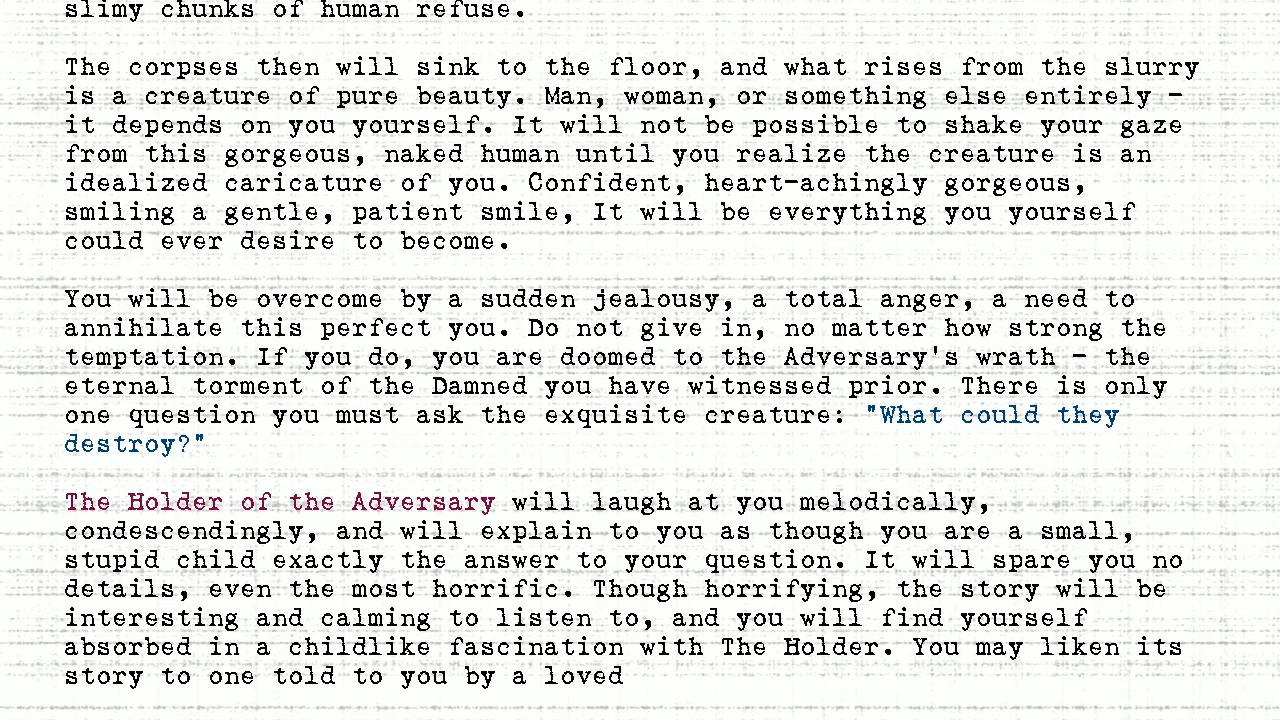 slimy chunks of human refuse.
The corpses then will sink to the floor, and what rises from the slurry
is a creature of pure beauty. Man, woman, or something else entirely –
it depends on you yourself. It will not be possible to shake your gaze
from this gorgeous, naked human until you realize the creature is an
idealized caricature of you. Confident, heart-achingly gorgeous,
smiling a gentle, patient smile, It will be everything you yourself
could ever desire to become.
You will be overcome by a sudden jealousy, a total anger, a need to
annihilate this perfect you. Do not give in, no matter how strong the
temptation. If you do, you are doomed to the Adversary's wrath – the
eternal torment of the Damned you have witnessed prior. There is only
one question you must ask the exquisite creature: "What could they
destroy?"
The Holder of the Adversary will laugh at you melodically,
condescendingly, and will explain to you as though you are a small,
stupid child exactly the answer to your question. It will spare you no
details, even the most horrific. Though horrifying, the story will be
interesting and calming to listen to, and you will find yourself
absorbed in a childlike fascination with The Holder. You may liken its
story to one told to you by a loved